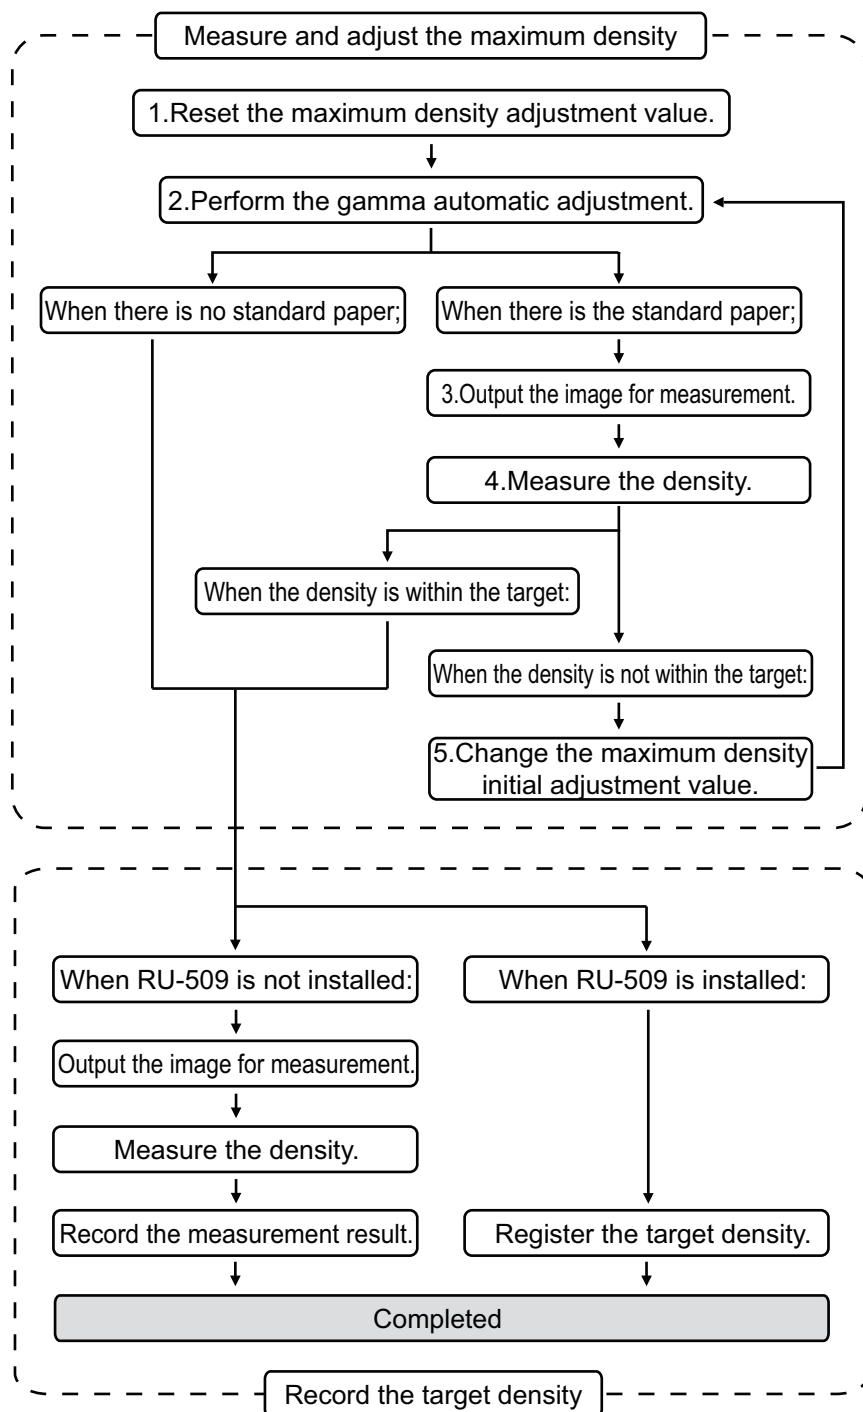 Measure and adjust the maximum density
1.Reset the maximum density adjustment value.
2.Perform the gamma automatic adjustment.
When there is no standard paper;
When there is the standard paper;
3.Output the image for measurement.
4.Measure the density.
When the density is within the target:
When the density is not within the target:
5.Change the maximum density
initial adjustment value.
When RU-509 is not installed:
When RU-509 is installed:
Output the image for measurement.
Measure the density.
Record the measurement result.
Register the target density.
Completed
Record the target density